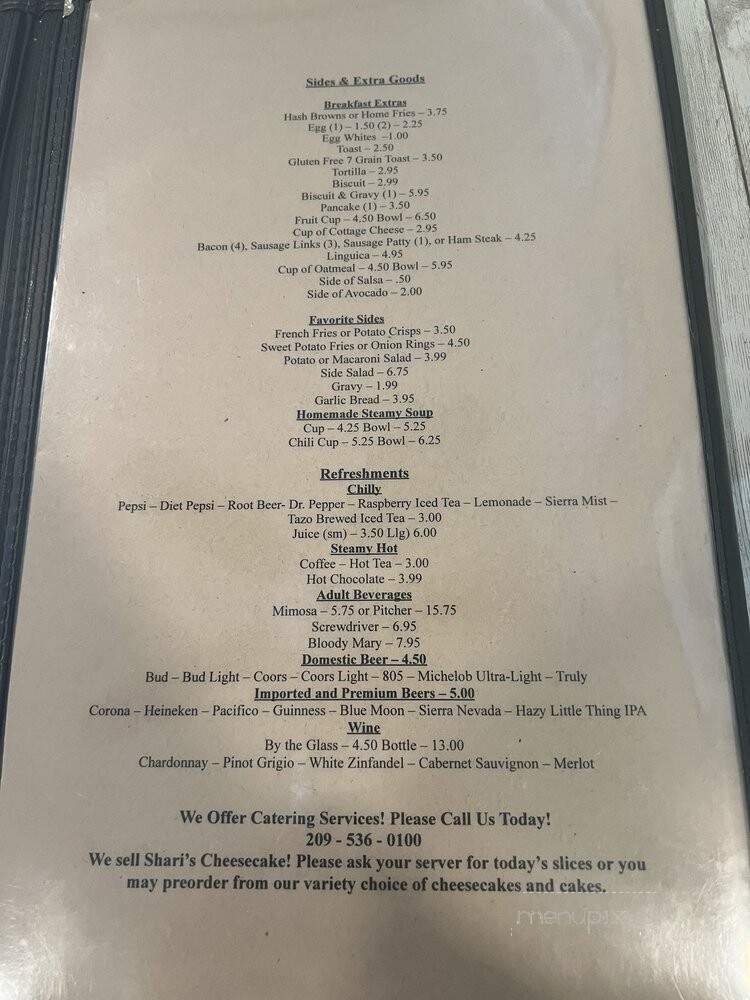 Sides & Extra Goods
Breakfast Extras
Hash Browns or Home Fries – 3.75
Egg (1) – 1.50 (2) – 2.25
Egg Whites –1.00
Toast – 2.50
Gluten Free 7 Grain Toast – 3.50
Tortilla – 2.95
Biscuit – 2.99
Biscuit & Gravy (1) – 5.95
Pancake (1) – 3.50
Fruit Cup – 4.50 Bowl – 6.50
Cup of Cottage Cheese – 2.95
Bacon (4), Sausage Links (3), Sausage Patty (1), or Ham Steak – 4.25
Linguica – 4.95
Cup of Oatmeal – 4.50 Bowl – 5.95
Side of Salsa – .50
Side of Avocado – 2.00
Favorite Sides
French Fries or Potato Crisps – 3.50
Sweet Potato Fries or Onion Rings – 4.50
Potato or Macaroni Salad – 3.99
Side Salad – 6.75
Gravy – 1.99
Garlic Bread – 3.95
Homemade Steamy Soup
Cup – 4.25 Bowl – 5.25
Chili Cup – 5.25 Bowl – 6.25
Refreshments
Chilly
Pepsi – Diet Pepsi – Root Beer- Dr. Pepper – Raspberry Iced Tea – Lemonade – Sierra Mist –
Tazo Brewed Iced Tea – 3.00
Juice (sm) – 3.50 Llg) 6.00
Steamy Hot
Coffee – Hot Tea – 3.00
Hot Chocolate – 3.99
Adult Beverages
Mimosa – 5.75 or Pitcher – 15.75
Screwdriver – 6.95
Bloody Mary – 7.95
Domestic Beer – 4.50
Bud – Bud Light – Coors – Coors Light – 805 – Michelob Ultra-Light – Truly
Imported and Premium Beers – 5.00
Corona – Heineken – Pacifico – Guinness – Blue Moon – Sierra Nevada – Hazy Little Thing IPA
Wine
By the Glass – 4.50 Bottle – 13.00
Chardonnay – Pinot Grigio – White Zinfandel – Cabernet Sauvignon – Merlot
We Offer Catering Services! Please Call Us Today!
209 - 536 - 0100
We sell Shari's Cheesecake! Please ask your server for today's slices or you
may preorder from our variety choice of cheesecakes and cakes.
menupix